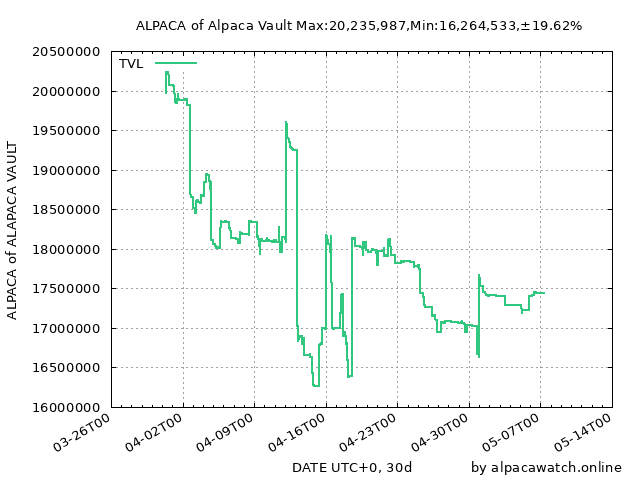 ALPACA of Alpaca Vault Max:20,235,987,Min:16,264,533,±19.62%
TVL
20500000
20000000
19500000
19000000
18500000
18000000
17500000
17000000
16500000
16000000
ALPACA of ALAPACA VAULT
03-26T00
04-02T00
04-09T00
04-16T00
04-23T00
04-30T00
05-07T00
05-14T00
DATE UTC+0, 30d
by alpacawatch.online